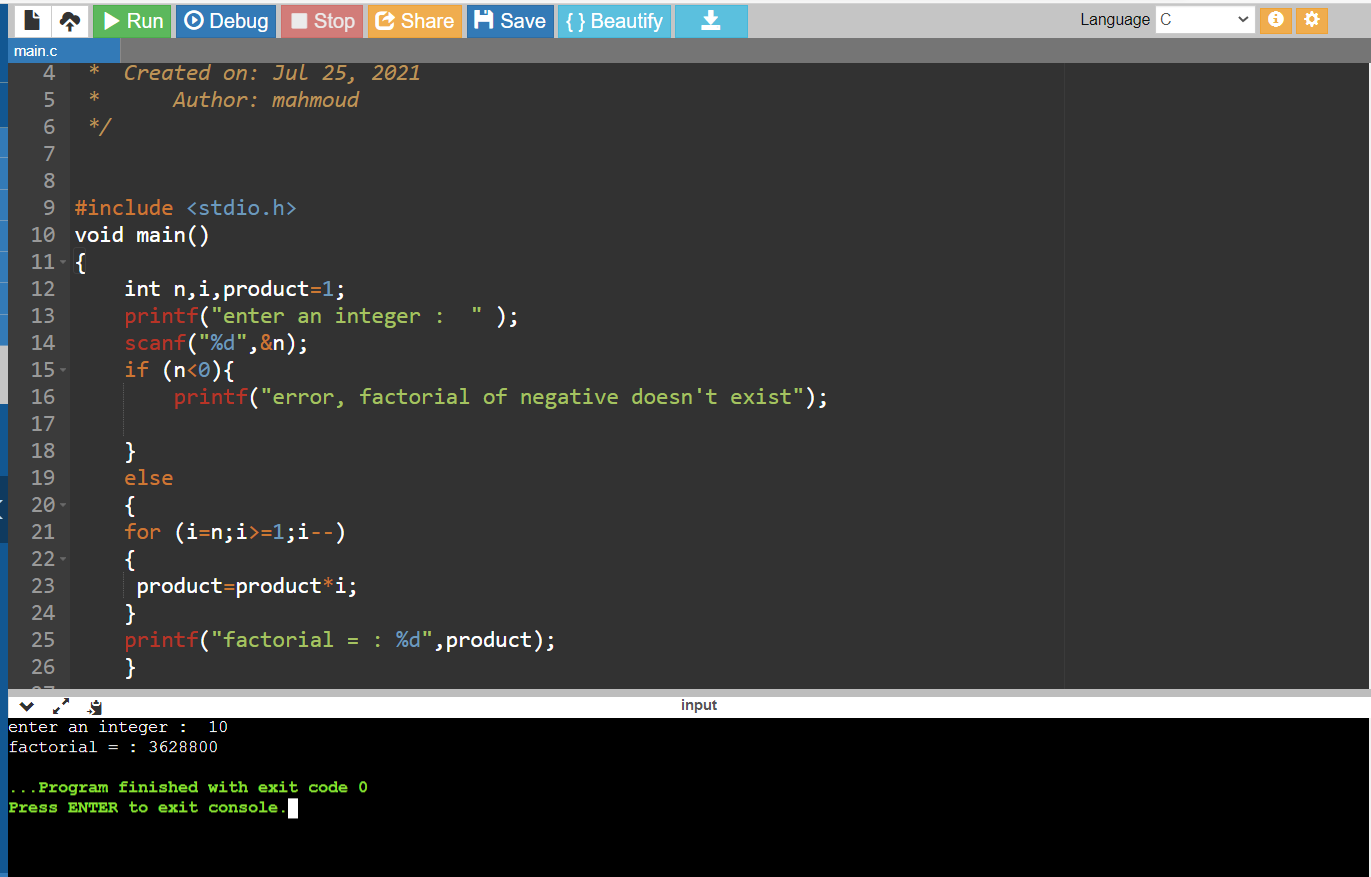 Run Debug Stop Share Save { } Beautify Language C
main.c
4 * Created on: Jul 25, 2021
5 * Author: mahmoud
6 */
7
8
9 #include <stdio.h>
10 void main()
11 {
12 int n,i,product=1;
13 printf("enter an integer :  " );
14 scanf("%d",&n);
15 if (n<0){
16 printf("error, factorial of negative doesn't exist");
17
18 }
19 else
20 {
21 for (i=n;i>=1;i--)
22 {
23 product=product*i;
24 }
25 printf("factorial = : %d",product);
26 }
input
enter an integer :  10
factorial = : 3628800
...Program finished with exit code 0
Press ENTER to exit console.